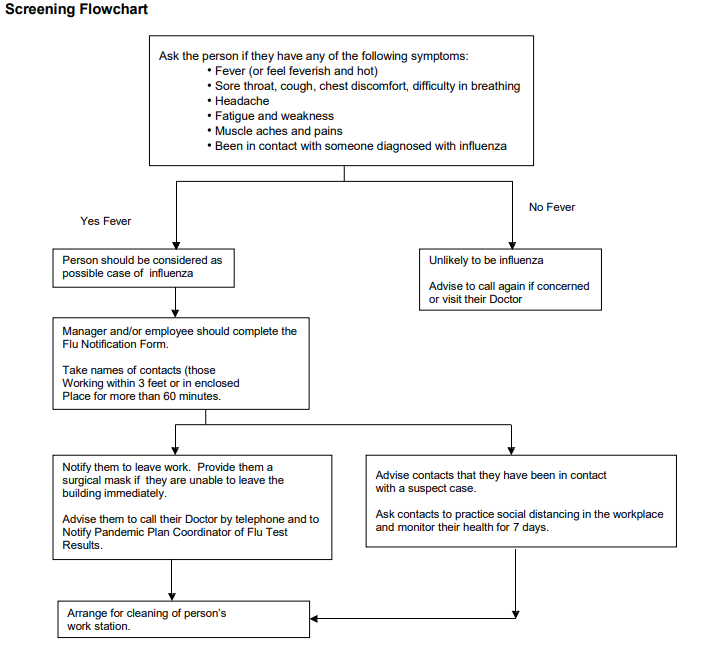 Screening Flowchart
Ask the person if they have any of the following symptoms:
• Fever (or feel feverish and hot)
• Sore throat, cough, chest discomfort, difficulty in breathing
• Headache
• Fatigue and weakness
• Muscle aches and pains
• Been in contact with someone diagnosed with influenza
Yes Fever
No Fever
Person should be considered as
possible case of influenza
Unlikely to be influenza
Advise to call again if concerned
or visit their Doctor
Manager and/or employee should complete the
Flu Notification Form.
Take names of contacts (those
Working within 3 feet or in enclosed
Place for more than 60 minutes.
Notify them to leave work. Provide them a
surgical mask if they are unable to leave the
building immediately.
Advise them to call their Doctor by telephone and to
Notify Pandemic Plan Coordinator of Flu Test
Results.
Advise contacts that they have been in contact
with a suspect case.
Ask contacts to practice social distancing in the workplace
and monitor their health for 7 days.
Arrange for cleaning of person's
work station.